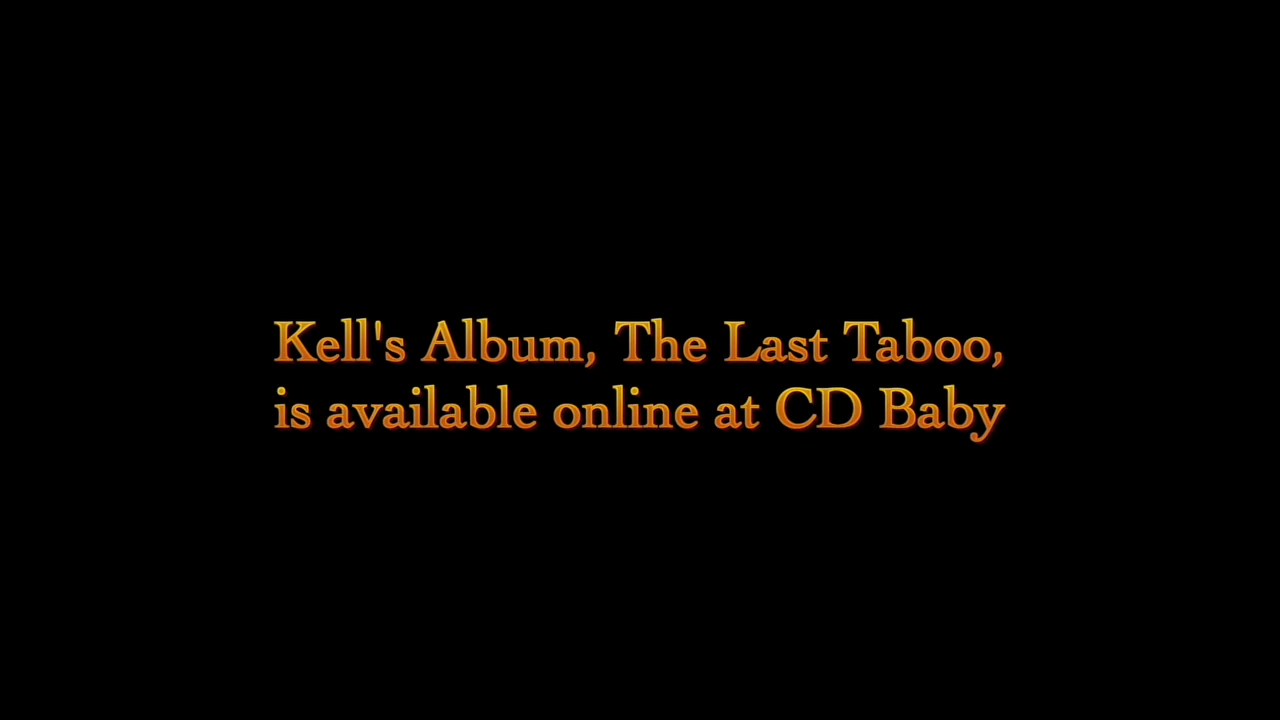 Kell's Album, The Last Taboo,
is available online at CD Baby